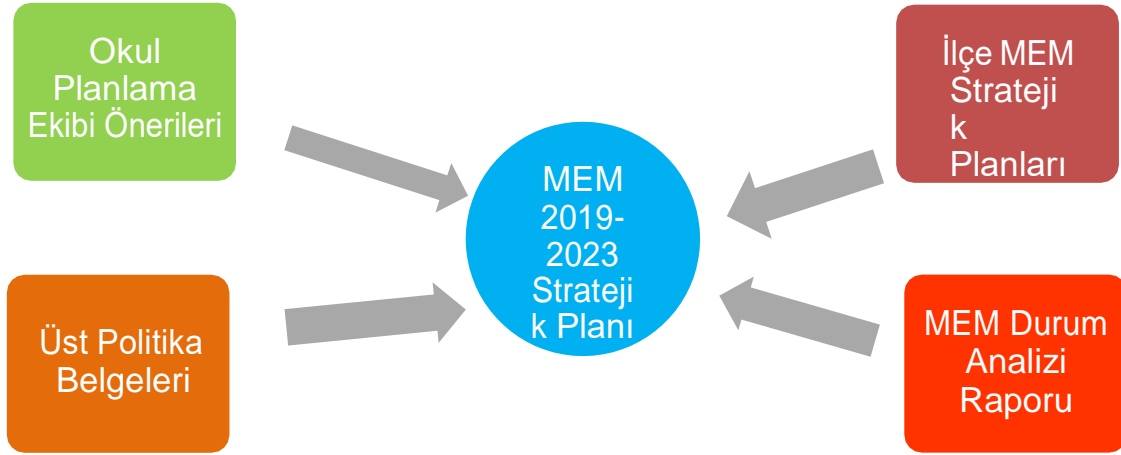 Okul
Planlama
Ekibi Önerileri
İlçe MEM
Strateji
k
Planları
MEM
2019-
2023
Strateji
k Planı
Üst Politika
Belgeleri
MEM Durum
Analizi
Raporu